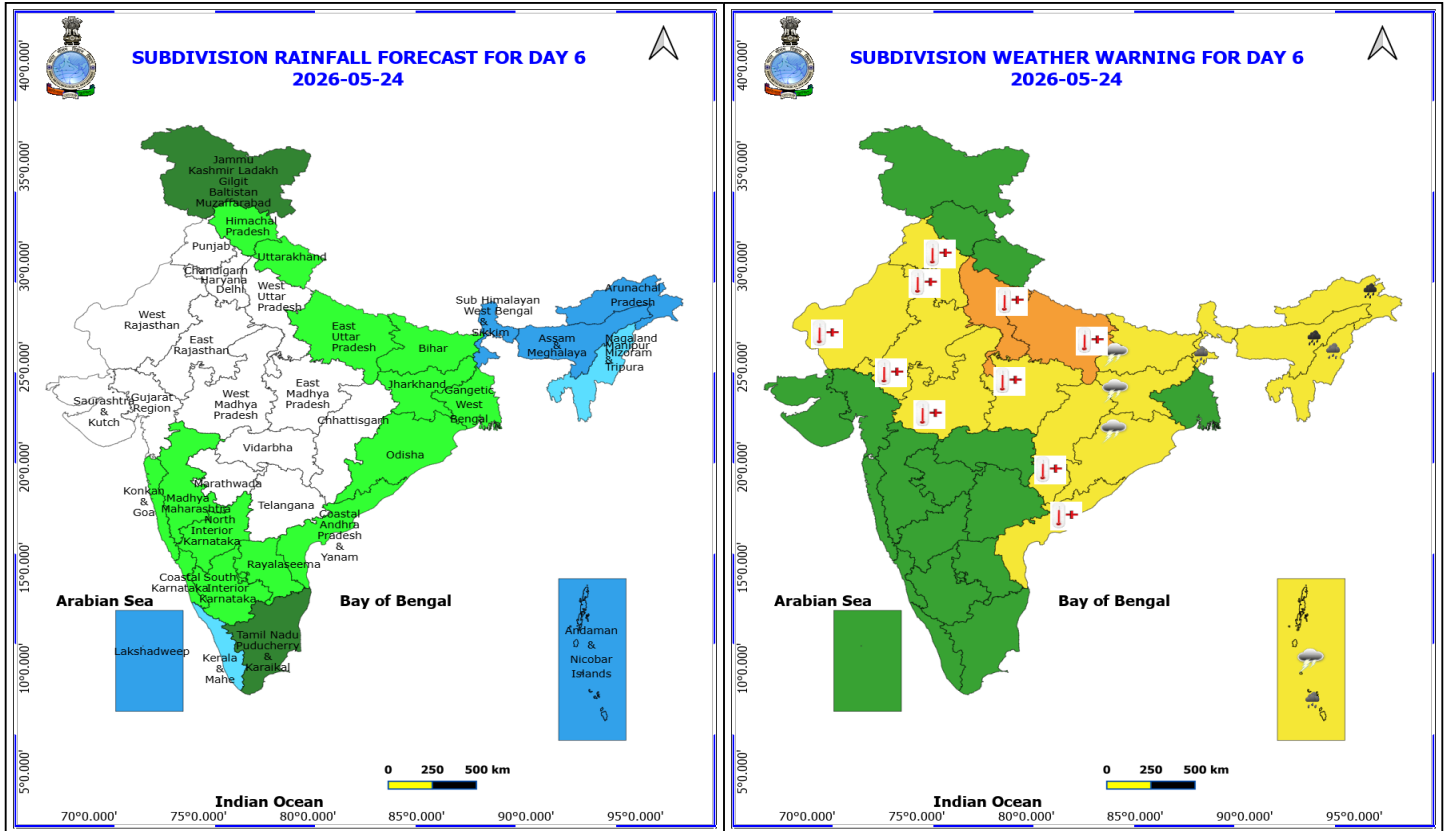 SUBDIVISION RAINFALL FORECAST FOR DAY 6
2026-05-24
40°0.000'
35°0.000'
30°0.000'
25°0.000'
20°0.000'
15°0.000'
10°0.000'
5°0.000'
Jammu
Kashmir Ladakh
Gilgit
Baltistan
Muzaffarabad
Himachal
Pradesh
Punjab
Uttarakhand
Chandigarh
Haryana
Delhi
West
Uttar
Pradesh
West
Rajasthan
East
Rajasthan
East
Uttar
Pradesh
Bihar
Sub Himalayan
West Bengal
&
Sikkim
Arunachal
Pradesh
Assam
&
Meghalaya
Nagaland
Manipur
Mizoram
&
Tripura
Saurashtra
&
Kutch
Gujarat
Region
West
Madhya
Pradesh
East
Madhya
Pradesh
Jharkhand
Gangetic
West
Bengal
Chhattisgarh
Vidarbha
Odisha
Konkan
&
Goa
Madhya
Maharashtra
Marathwada
Telangana
North
Interior
Karnataka
Coastal
Andhra
Pradesh
&
Yanam
Rayalaseema
Coastal
Karnataka
South
Interior
Karnataka
Arabian Sea
Bay of Bengal
Lakshadweep
Kerala
&
Mahe
Tamil Nadu
Puducherry
&
Karaikal
Andaman
&
Nicobar
Islands
0 250 500 km
Indian Ocean
70°0.000' 75°0.000' 80°0.000' 85°0.000' 90°0.000' 95°0.000'
SUBDIVISION WEATHER WARNING FOR DAY 6
2026-05-24
40°0.000'
35°0.000'
30°0.000'
25°0.000'
20°0.000'
15°0.000'
10°0.000'
5°0.000'
Arabian Sea
Bay of Bengal
0 250 500 km
Indian Ocean
70°0.000' 75°0.000' 80°0.000' 85°0.000' 90°0.000' 95°0.000'